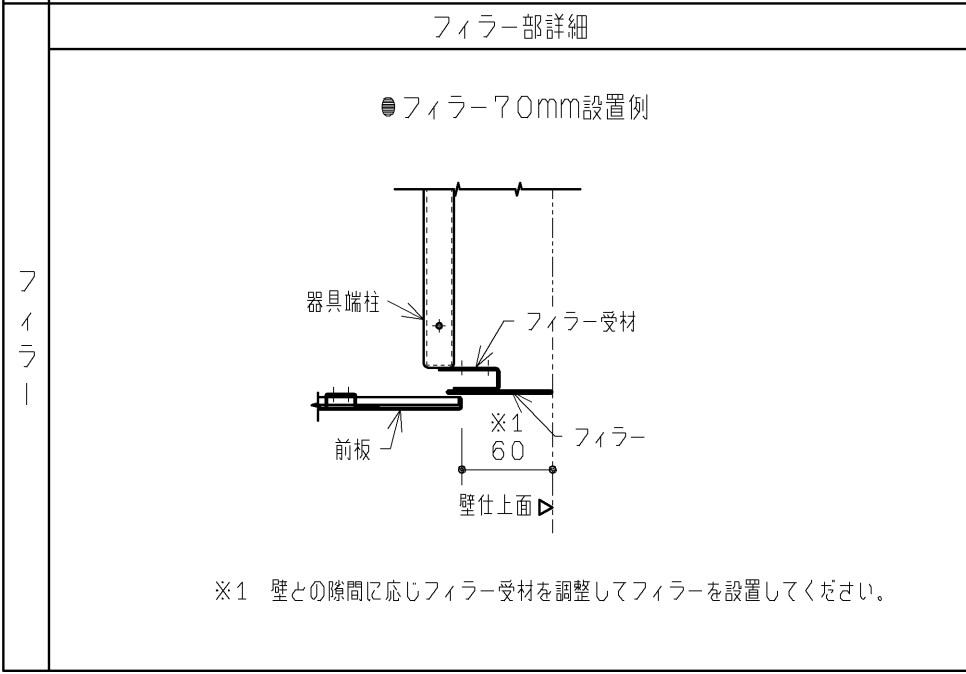 フィラー部詳細
フィラー
●フィラー70mm設置例
器具端柱
フィラー受材
※1
60
フィラー
前板
壁仕上面▷
※1 壁との隙間に応じフィラー受材を調整してフィラーを設置してください。